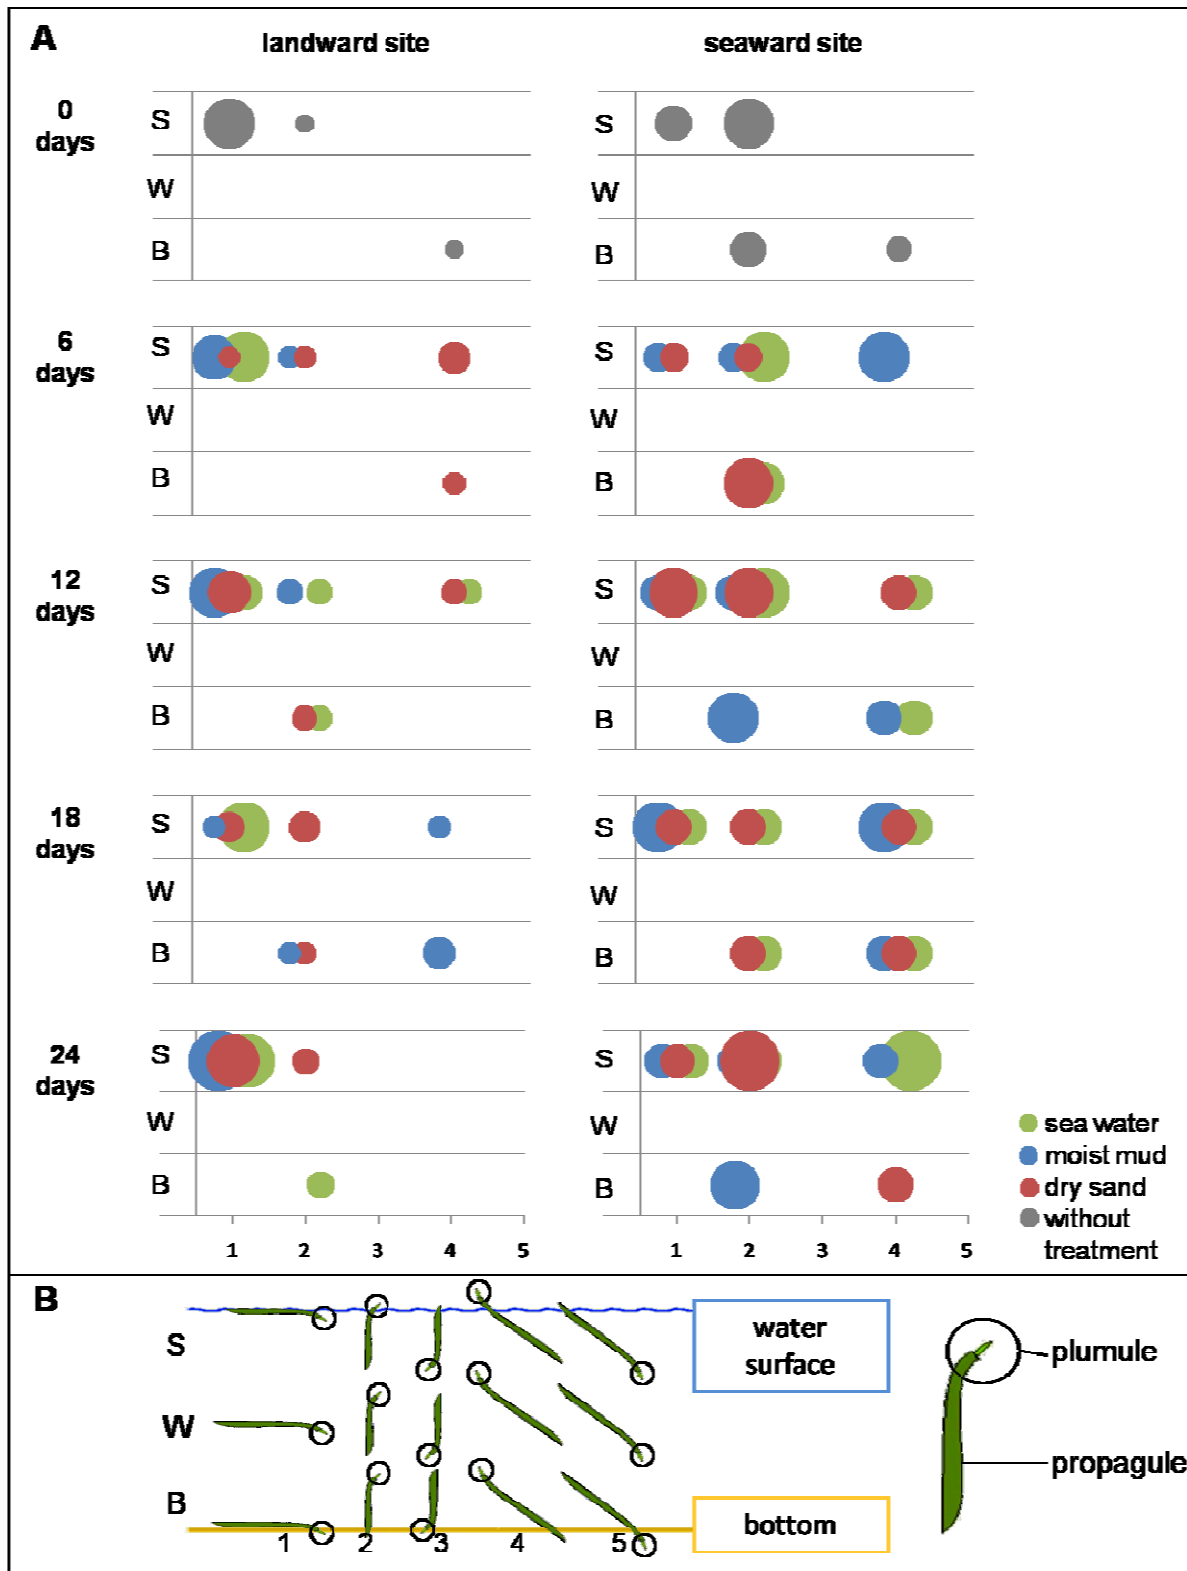 A
landward site
seaward site
0
days
S
W
B
S
W
B
6
days
S
W
B
S
W
B
12
days
S
W
B
S
W
B
18
days
S
W
B
S
W
B
24
days
S
W
B
S
W
B
1 2 3 4 5
1 2 3 4 5
sea water
moist mud
dry sand
without
treatment
B
S
W
B
1 2 3 4 5
water
surface
bottom
plumule
propagule